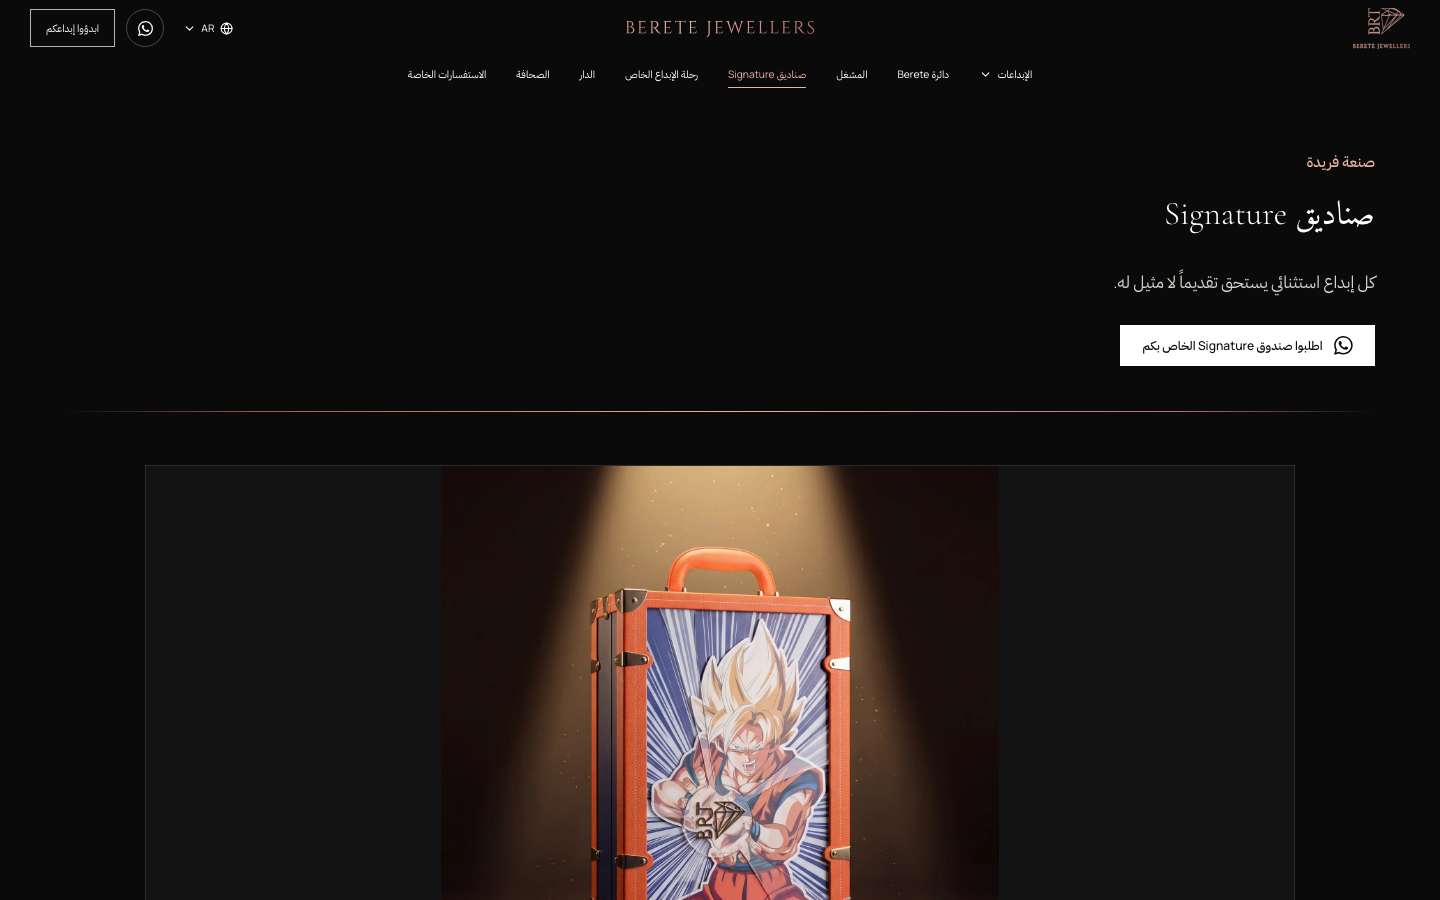 BRT
BERETE JEWELLERS
BERETE JEWELLERS
AR
ابدؤوا إبداعكم
الإبداعات
دائرة Berete
المشغل
صناديق Signature
رحلة الإبداع الخاص
الدار
الصحافة
الاستفسارات الخاصة
صنعة فريدة
صناديق Signature
كل إبداع استثنائي يستحق تقديماً لا مثيل له.
اطلبوا صندوق Signature الخاص بكم
BRJ